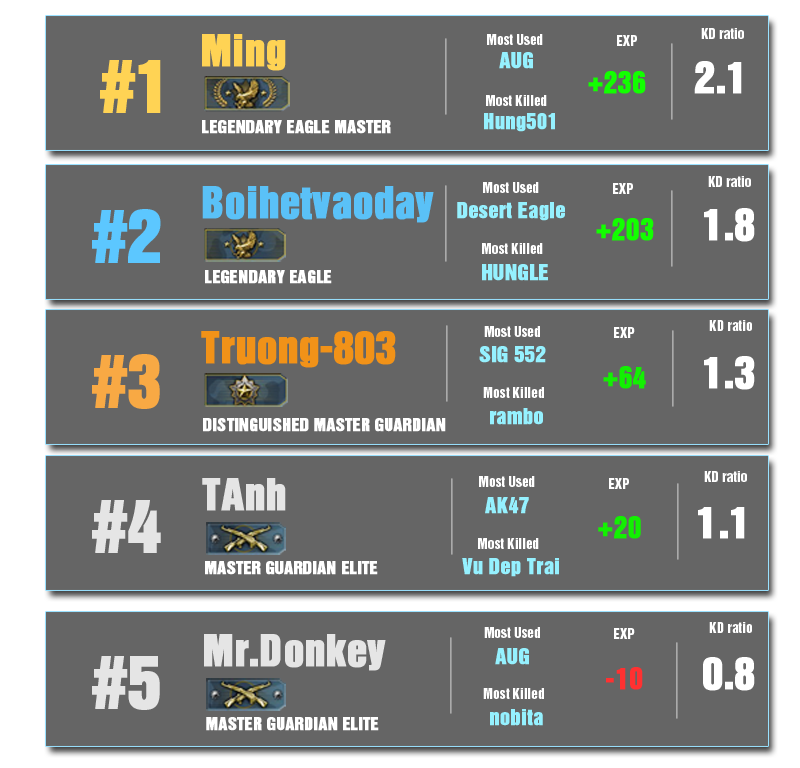 #1
Ming
LEGENDARY EAGLE MASTER
Most Used
AUG
Most Killed
Hung501
EXP
+236
KD ratio
2.1
#2
Boihetvaoday
LEGENDARY EAGLE
Most Used
Desert Eagle
Most Killed
HUNGLE
EXP
+203
KD ratio
1.8
#3
Truong-803
DISTINGUISHED MASTER GUARDIAN
Most Used
SIG 552
Most Killed
rambo
EXP
+64
KD ratio
1.3
#4
TAnh
MASTER GUARDIAN ELITE
Most Used
AK47
Most Killed
Vu Dep Trai
EXP
+20
KD ratio
1.1
#5
Mr.Donkey
MASTER GUARDIAN ELITE
Most Used
AUG
Most Killed
nobita
EXP
-10
KD ratio
0.8